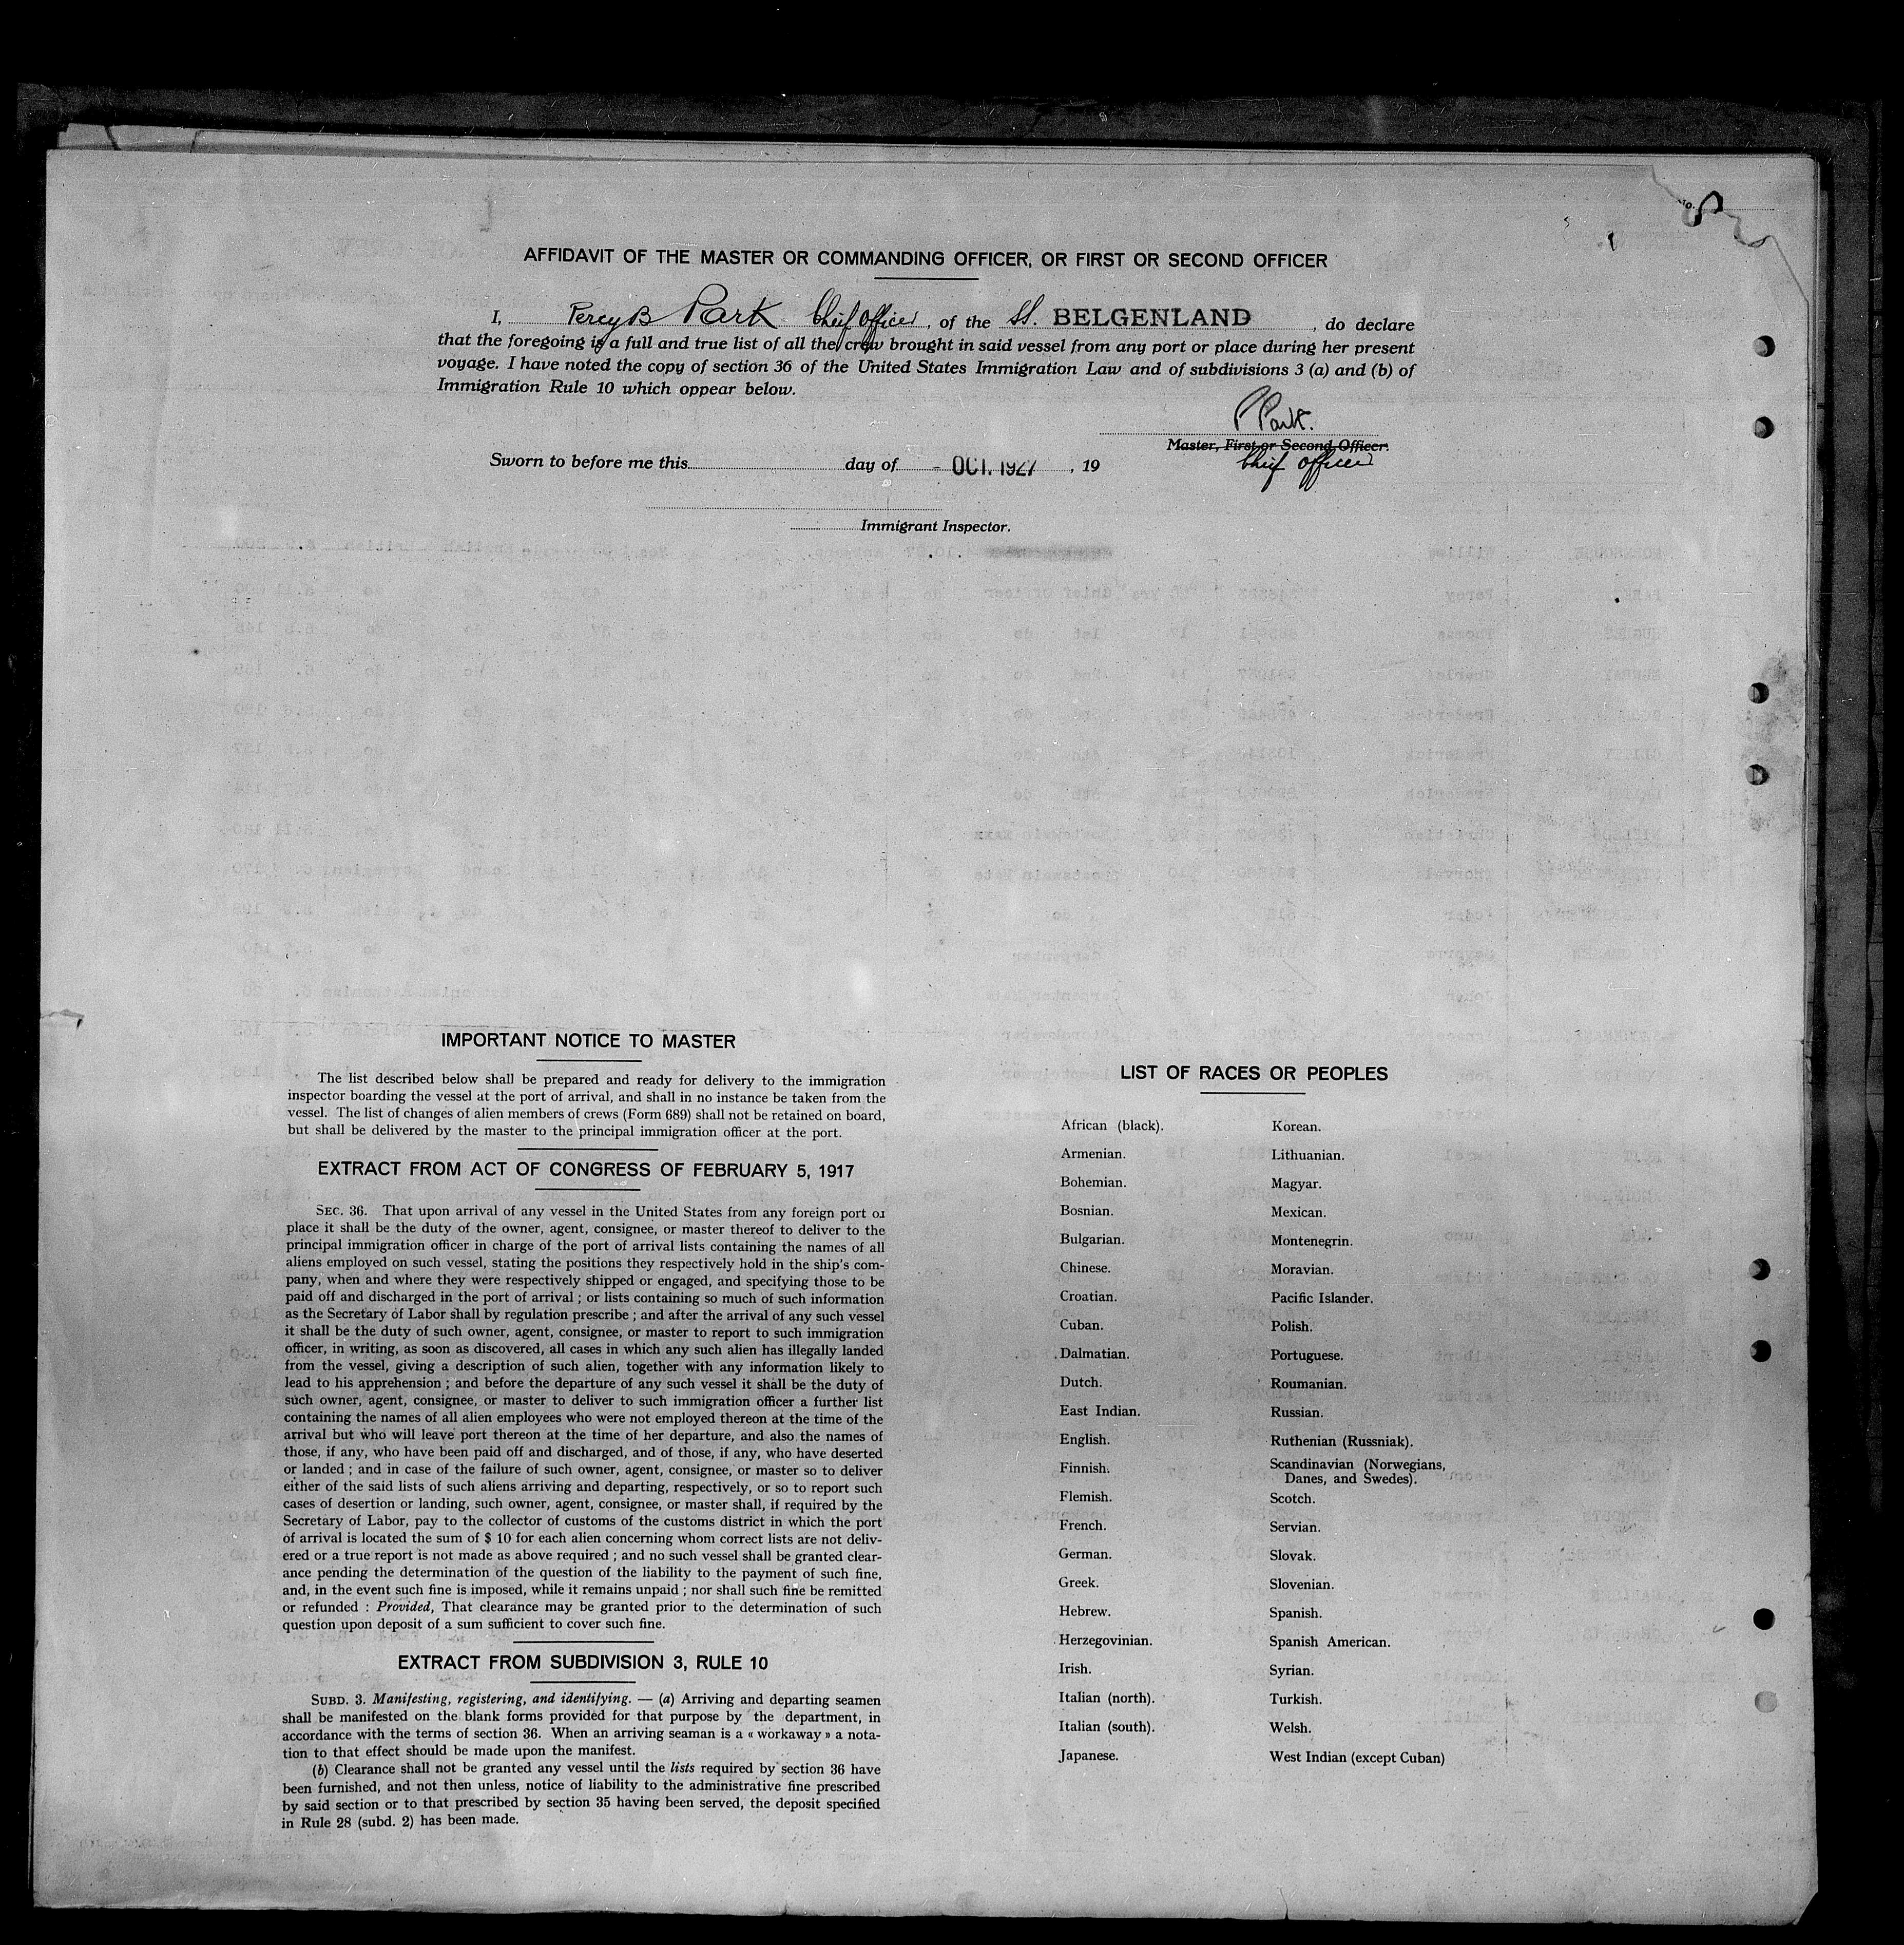 AFFIDAVIT OF THE MASTER OR COMMANDING OFFICER, OR FIRST OR SECOND OFFICER
I, Percy B Park Chief officer, of the SS. BELGENLAND, do declare
that the foregoing is a full and true list of all the crew brought in said vessel from any port or place during her present
voyage. I have noted the copy of section 36 of the United States Immigration Law and of subdivisions 3 (a) and (b) of
Immigration Rule 10 which oppear below.
P Park.
Master, First or Second Officer.
Chief officer
Sworn to before me this day of OCT. 1927, 19
Immigrant Inspector.
IMPORTANT NOTICE TO MASTER
The list described below shall be prepared and ready for delivery to the immigration
inspector boarding the vessel at the port of arrival, and shall in no instance be taken from the
vessel. The list of changes of alien members of crews (Form 689) shall not be retained on board,
but shall be delivered by the master to the principal immigration officer at the port.
EXTRACT FROM ACT OF CONGRESS OF FEBRUARY 5, 1917
SEC. 36. That upon arrival of any vessel in the United States from any foreign port or
place it shall be the duty of the owner, agent, consignee, or master thereof to deliver to the
principal immigration officer in charge of the port of arrival lists containing the names of all
aliens employed on such vessel, stating the positions they respectively hold in the ship's com-
pany, when and where they were respectively shipped or engaged, and specifying those to be
paid off and discharged in the port of arrival ; or lists containing so much of such information
as the Secretary of Labor shall by regulation prescribe ; and after the arrival of any such vessel
it shall be the duty of such owner, agent, consignee, or master to report to such immigration
officer, in writing, as soon as discovered, all cases in which any such alien has illegally landed
from the vessel, giving a description of such alien, together with any information likely to
lead to his apprehension ; and before the departure of any such vessel it shall be the duty of
such owner, agent, consignee, or master to deliver to such immigration officer a further list
containing the names of all alien employees who were not employed thereon at the time of the
arrival but who will leave port thereon at the time of her departure, and also the names of
those, if any, who have been paid off and discharged, and of those, if any, who have deserted
or landed ; and in case of the failure of such owner, agent, consignee, or master so to deliver
either of the said lists of such aliens arriving and departing, respectively, or so to report such
cases of desertion or landing, such owner, agent, consignee, or master shall, if required by the
Secretary of Labor, pay to the collector of customs of the customs district in which the port
of arrival is located the sum of $ 10 for each alien concerning whom correct lists are not deliv-
ered or a true report is not made as above required ; and no such vessel shall be granted clear-
ance pending the determination of the question of the liability to the payment of such fine,
and, in the event such fine is imposed, while it remains unpaid ; nor shall such fine be remitted
or refunded : Provided, That clearance may be granted prior to the determination of such
question upon deposit of a sum sufficient to cover such fine.
EXTRACT FROM SUBDIVISION 3, RULE 10
SUBD. 3. Manifesting, registering, and identifying. — (a) Arriving and departing seamen
shall be manifested on the blank forms provided for that purpose by the department, in
accordance with the terms of section 36. When an arriving seaman is a « workaway » a nota-
tion to that effect should be made upon the manifest.
(b) Clearance shall not be granted any vessel until the lists required by section 36 have
been furnished, and not then unless, notice of liability to the administrative fine prescribed
by said section or to that prescribed by section 35 having been served, the deposit specified
in Rule 28 (subd. 2) has been made.
LIST OF RACES OR PEOPLES
African (black).
Armenian.
Bohemian.
Bosnian.
Bulgarian.
Chinese.
Croatian.
Cuban.
Dalmatian.
Dutch.
East Indian.
English.
Finnish.
Flemish.
French.
German.
Greek.
Hebrew.
Herzegovinian.
Irish.
Italian (north).
Italian (south).
Japanese.
Korean.
Lithuanian.
Magyar.
Mexican.
Montenegrin.
Moravian.
Pacific Islander.
Polish.
Portuguese.
Roumanian.
Russian.
Ruthenian (Russniak).
Scandinavian (Norwegians,
Danes, and Swedes).
Scotch.
Servian.
Slovak.
Slovenian.
Spanish.
Spanish American.
Syrian.
Turkish.
Welsh.
West Indian (except Cuban)